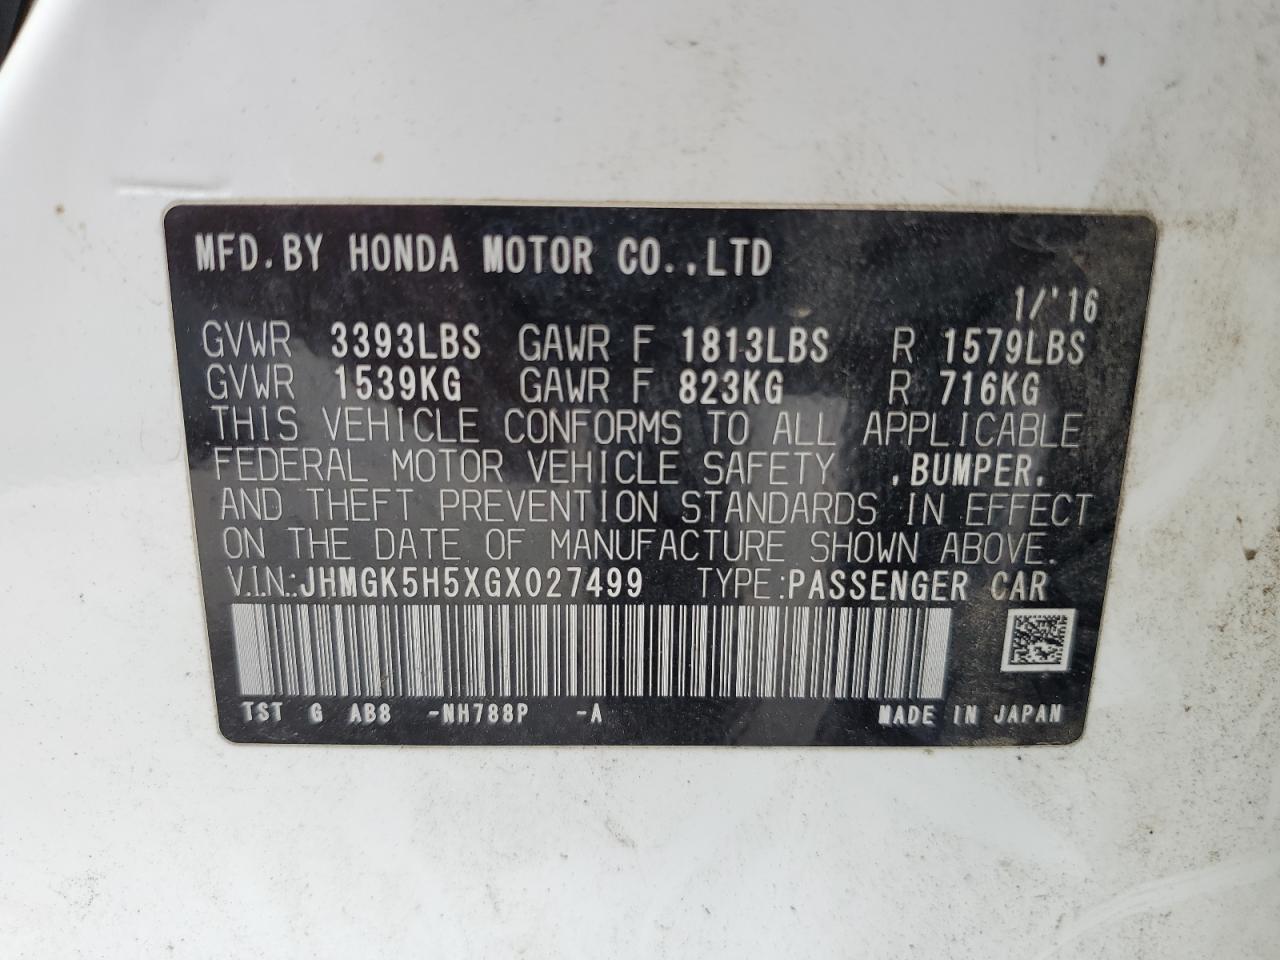 MFD.BY HONDA MOTOR CO.,LTD
1/'16
GVWR 3393LBS GAWR F 1813LBS R 1579LBS
GVWR 1539KG GAWR F 823KG R 716KG
THIS VEHICLE CONFORMS TO ALL APPLICABLE
FEDERAL MOTOR VEHICLE SAFETY ,BUMPER,
AND THEFT PREVENTION STANDARDS IN EFFECT
ON THE DATE OF MANUFACTURE SHOWN ABOVE.
V.I.N.:JHMGK5H5XGX027499 TYPE:PASSENGER CAR
TST G AB8 -NH788P -A MADE IN JAPAN